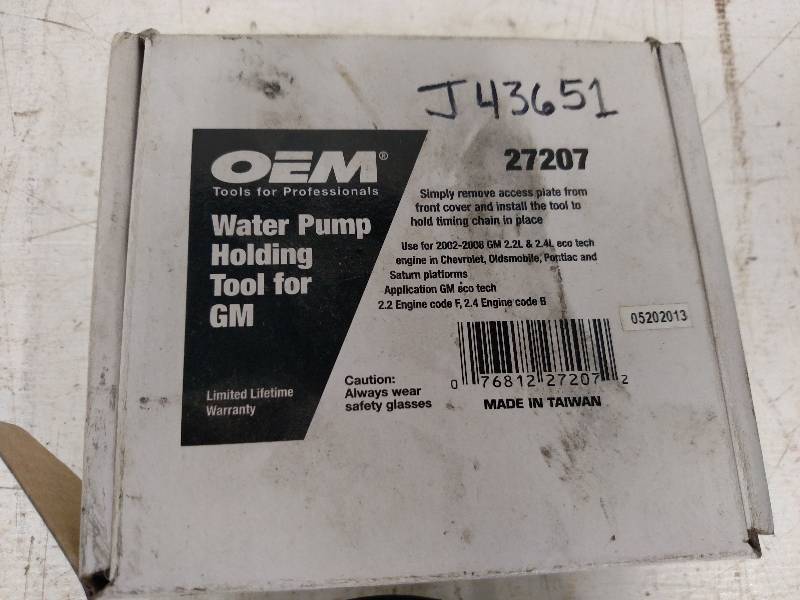 J43651
OEM®
Tools for Professionals
Water Pump
Holding
Tool for
GM
Limited Lifetime
Warranty
27207
Simply remove access plate from
front cover and install the tool to
hold timing chain in place
Use for 2002-2008 GM 2.2L & 2.4L eco tech
engine in Chevrolet, Oldsmobile, Pontiac and
Saturn platforms
Application GM eco tech
2.2 Engine code F, 2.4 Engine code B
05202013
Caution:
Always wear
safety glasses
0 76812 27207 2
MADE IN TAIWAN